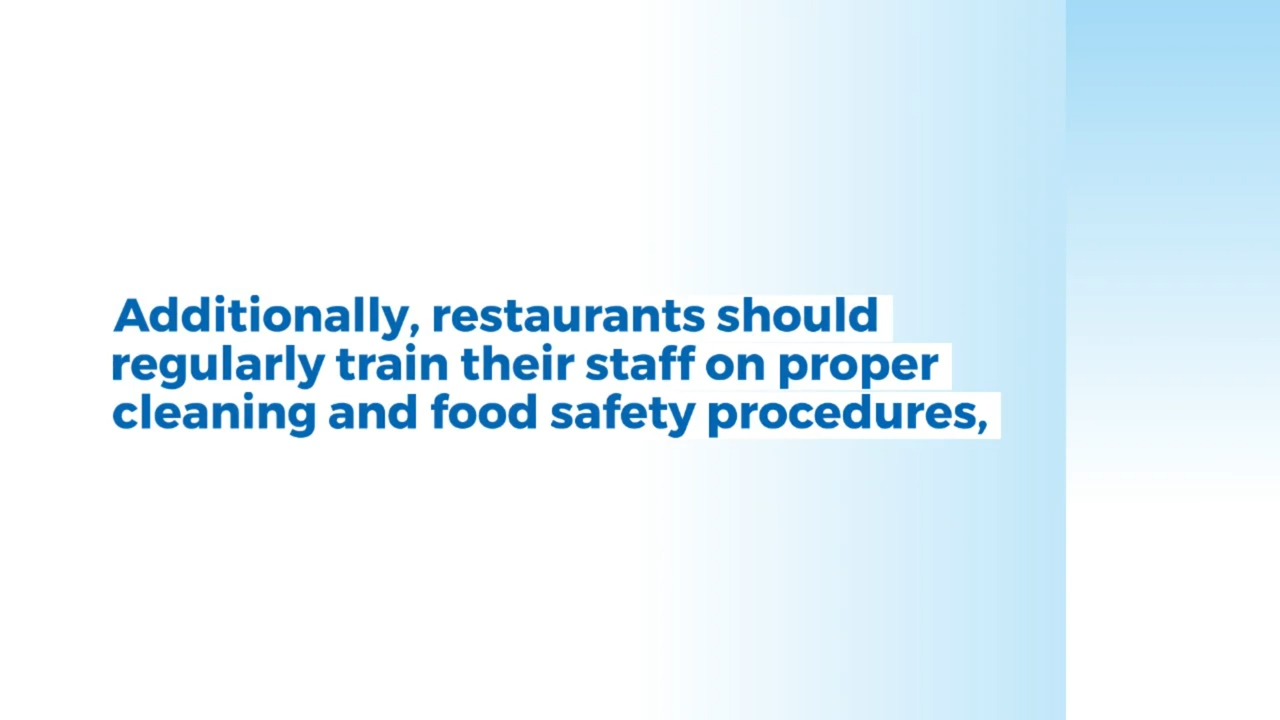 Additionally, restaurants should
regularly train their staff on proper
cleaning and food safety procedures,